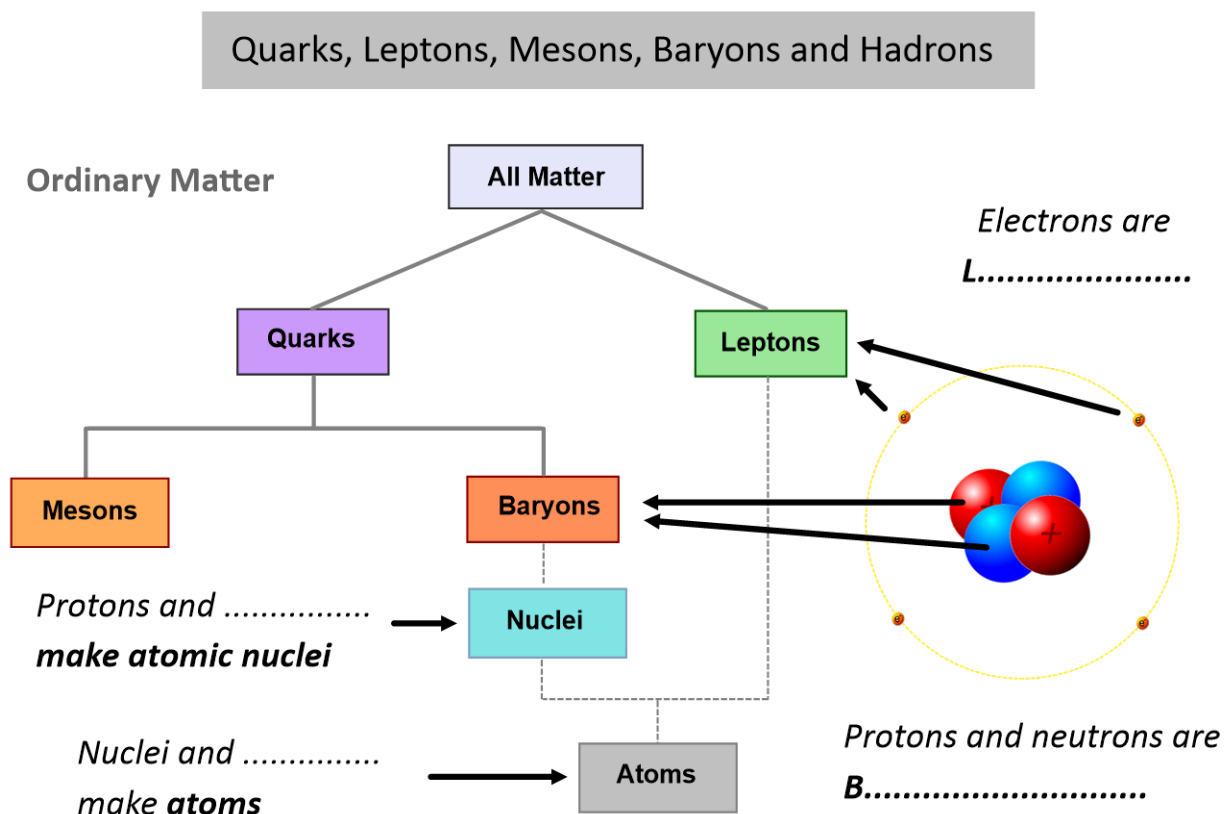 Quarks, Leptons, Mesons, Baryons and Hadrons
Ordinary Matter
All Matter
Electrons are
L......................
Quarks
Leptons
e⁻
e⁻
Mesons
Baryons
+
+
Protons and ...............
make atomic nuclei
Nuclei
e⁻
e⁻
Nuclei and ..............
make atoms
Atoms
Protons and neutrons are
B.............................